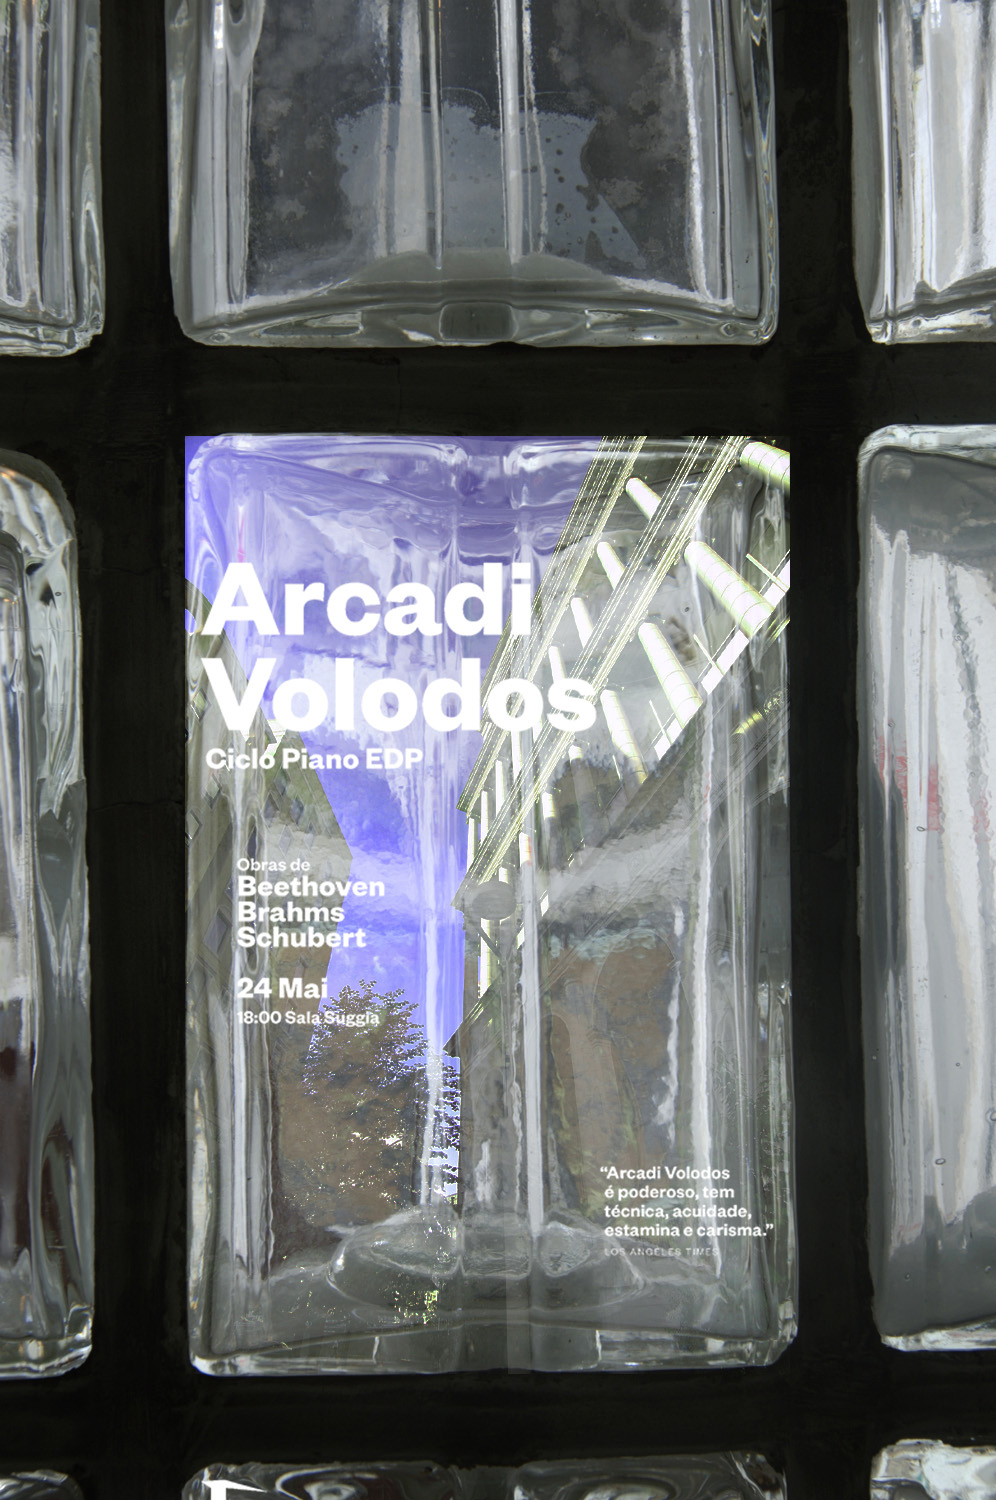 Arcadi
Volodos
Ciclo Piano EDP
Obras de
Beethoven
Brahms
Schubert
24 Mai
18:00 Sala Suggia
“Arcadi Volodos
é poderoso, tem
técnica, acuidade,
estamina e carisma.”
LOS ANGELES TIMES